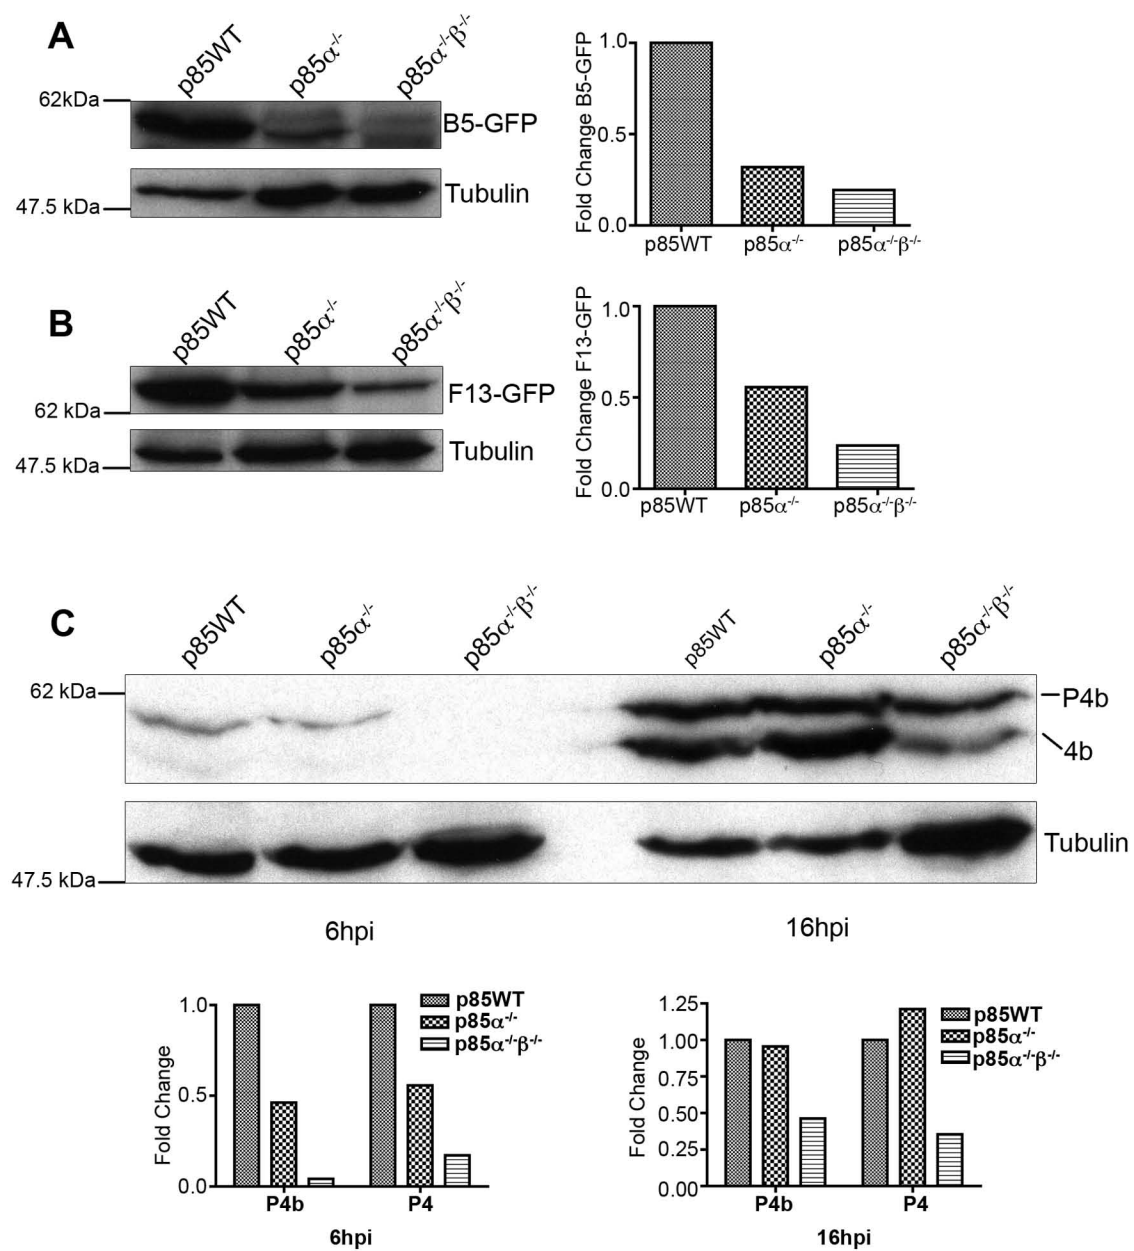 A
p85WT
p85α-/-
p85α-/-β-/-
62kDa
B5-GFP
Tubulin
47.5 kDa
Fold Change B5-GFP
1.0
0.5
0.0
p85WT
p85α-/-
p85α-/-β-/-
B
p85WT
p85α-/-
p85α-/-β-/-
F13-GFP
62 kDa
Tubulin
47.5 kDa
Fold Change F13-GFP
1.0
0.5
0.0
p85WT
p85α-/-
p85α-/-β-/-
C
p85WT
p85α-/-
p85α-/-β-/-
p85WT
p85α-/-
p85α-/-β-/-
62 kDa
P4b
4b
Tubulin
47.5 kDa
6hpi
16hpi
Fold Change
1.0
0.5
0.0
p85WT
p85α-/-
p85α-/-β-/-
P4b
P4
6hpi
Fold Change
1.25
1.00
0.75
0.50
0.25
0.00
p85WT
p85α-/-
p85α-/-β-/-
P4b
P4
16hpi